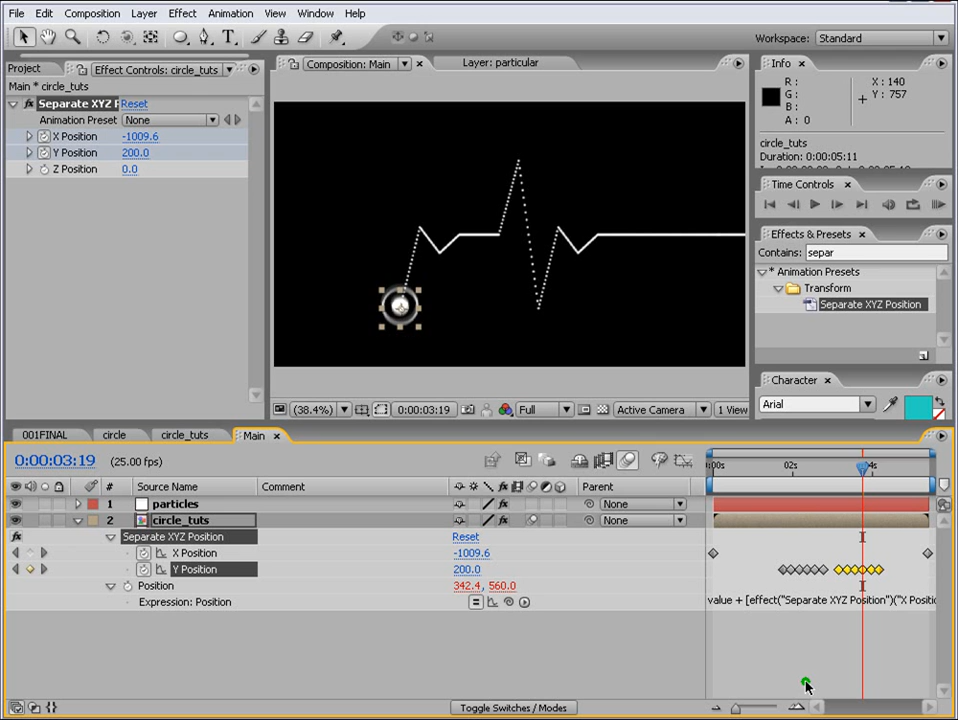 File Edit Composition Layer Effect Animation View Window Help
Workspace: Standard
Project Effect Controls: circle_tuts
Main * circle_tuts
Separate XYZ P Reset
Animation Preset None
X Position -1009.6
Y Position 200.0
Z Position 0.0
Composition: Main Layer: particular
(38.4%) 0:00:03:19 Full Active Camera 1 View
Info
R : X : 140
G : Y : 757
B :
A : 0
circle_tuts
Duration: 0:00:05:11
Time Controls
Effects & Presets
Contains: separ
* Animation Presets
Transform
Separate XYZ Position
Character
Arial
001FINAL circle circle_tuts Main
0:00:03:19 (25.00 fps)
:00s 02s 4s
# Source Name Comment Parent
1 particles None
2 circle_tuts None
Separate XYZ Position Reset
X Position -1009.6
Y Position 200.0
Position 342.4, 560.0
Expression: Position value + [effect("Separate XYZ Position")("X Positio
Toggle Switches / Modes